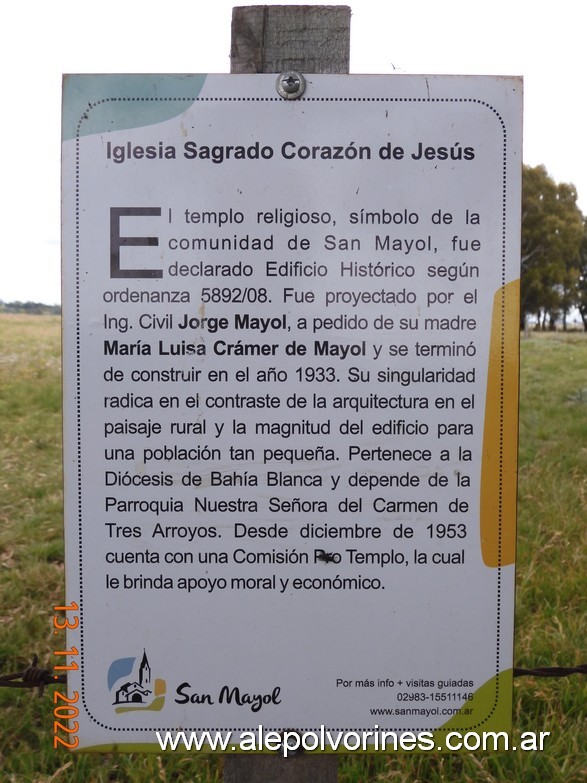 Iglesia Sagrado Corazón de Jesús
El templo religioso, símbolo de la
comunidad de San Mayol, fue
declarado Edificio Histórico según
ordenanza 5892/08. Fue proyectado por el
Ing. Civil Jorge Mayol, a pedido de su madre
María Luisa Crámer de Mayol y se terminó
de construir en el año 1933. Su singularidad
radica en el contraste de la arquitectura en el
paisaje rural y la magnitud del edificio para
una población tan pequeña. Pertenece a la
Diócesis de Bahía Blanca y depende de la
Parroquia Nuestra Señora del Carmen de
Tres Arroyos. Desde diciembre de 1953
cuenta con una Comisión Pro Templo, la cual
le brinda apoyo moral y económico.
San Mayol
Por más info + visitas guiadas
02983-15511146
www.sanmayol.com.ar
13 11 2022
www.alepolvorines.com.ar